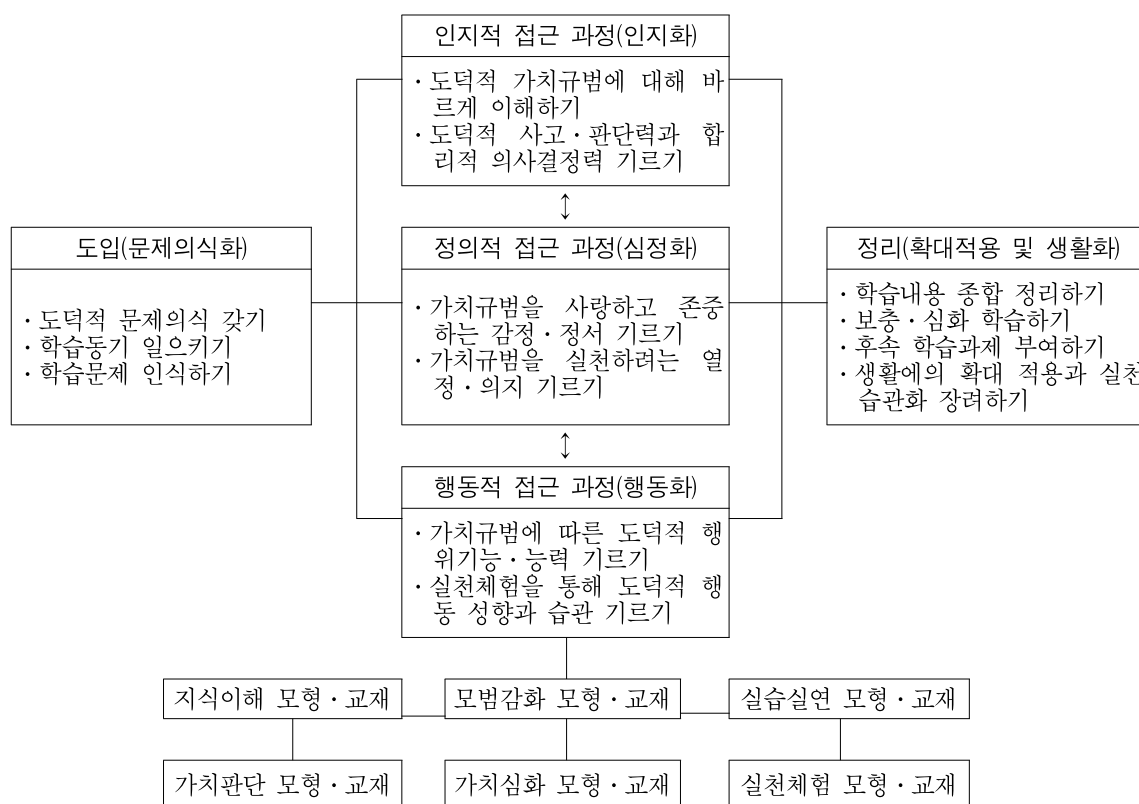 인지적 접근 과정(인지화)
· 도덕적 가치규범에 대해 바
르게 이해하기
· 도덕적 사고 · 판단력과 합
리적 의사결정력 기르기
도입(문제의식화)
· 도덕적 문제의식 갖기
· 학습동기 일으키기
· 학습문제 인식하기
정의적 접근 과정(심정화)
· 가치규범을 사랑하고 존중
하는 감정 · 정서 기르기
· 가치규범을 실천하려는 열
정 · 의지 기르기
정리(확대적용 및 생활화)
· 학습내용 종합 정리하기
· 보충 · 심화 학습하기
· 후속 학습과제 부여하기
· 생활에의 확대 적용과 실천
습관화 장려하기
행동적 접근 과정(행동화)
· 가치규범에 따른 도덕적 행
위기능 · 능력 기르기
· 실천체험을 통해 도덕적 행
동 성향과 습관 기르기
지식이해 모형 · 교재
모범감화 모형 · 교재
실습실연 모형 · 교재
가치판단 모형 · 교재
가치심화 모형 · 교재
실천체험 모형 · 교재